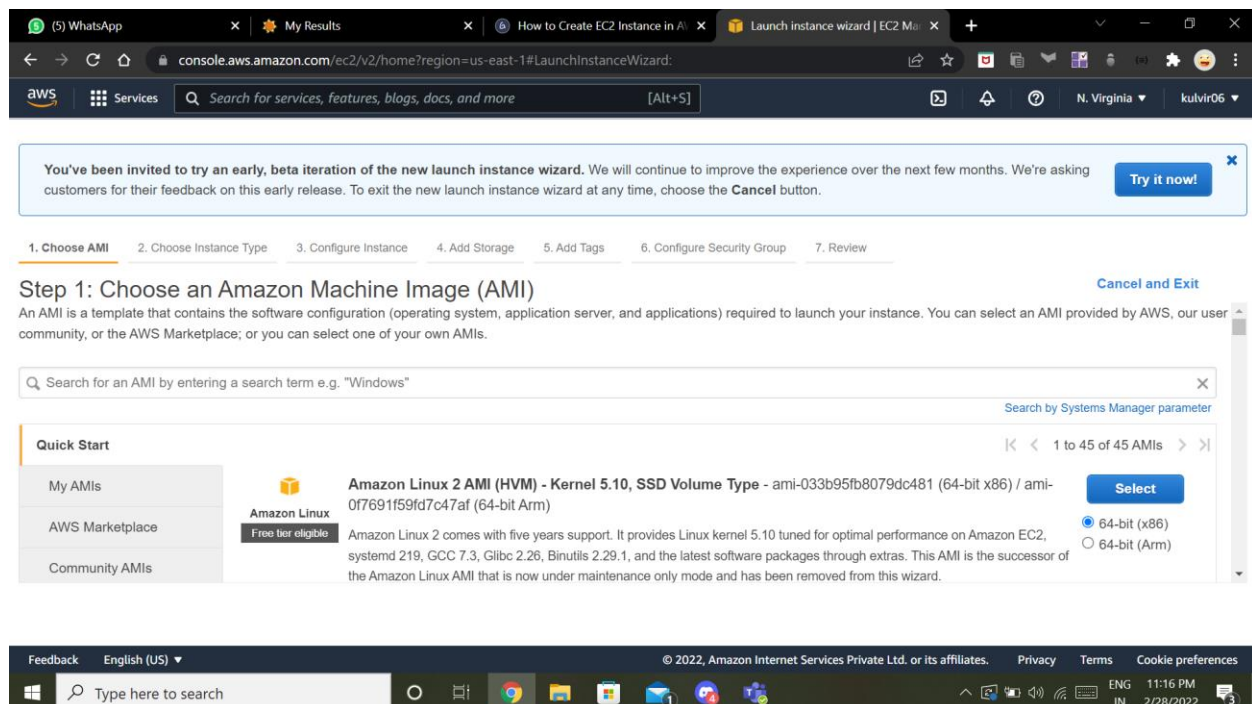 (5) WhatsApp
My Results
How to Create EC2 Instance in A
Launch instance wizard | EC2 Ma
console.aws.amazon.com/ec2/v2/home?region=us-east-1#LaunchInstanceWizard:
aws
Services
Search for services, features, blogs, docs, and more
[Alt+S]
N. Virginia ▼
kulvir06 ▼
You've been invited to try an early, beta iteration of the new launch instance wizard. We will continue to improve the experience over the next few months. We're asking
customers for their feedback on this early release. To exit the new launch instance wizard at any time, choose the Cancel button.
Try it now!
1. Choose AMI
2. Choose Instance Type
3. Configure Instance
4. Add Storage
5. Add Tags
6. Configure Security Group
7. Review
Step 1: Choose an Amazon Machine Image (AMI)
Cancel and Exit
An AMI is a template that contains the software configuration (operating system, application server, and applications) required to launch your instance. You can select an AMI provided by AWS, our user
community, or the AWS Marketplace; or you can select one of your own AMIs.
Search for an AMI by entering a search term e.g. "Windows"
Search by Systems Manager parameter
Quick Start
1 to 45 of 45 AMIs
My AMIs
AWS Marketplace
Community AMIs
Amazon Linux
Free tier eligible
Amazon Linux 2 AMI (HVM) - Kernel 5.10, SSD Volume Type - ami-033b95fb8079dc481 (64-bit x86) / ami-
0f7691f59fd7c47af (64-bit Arm)
Amazon Linux 2 comes with five years support. It provides Linux kernel 5.10 tuned for optimal performance on Amazon EC2,
systemd 219, GCC 7.3, Glibc 2.26, Binutils 2.29.1, and the latest software packages through extras. This AMI is the successor of
the Amazon Linux AMI that is now under maintenance only mode and has been removed from this wizard.
Select
64-bit (x86)
64-bit (Arm)
Feedback
English (US) ▼
© 2022, Amazon Internet Services Private Ltd. or its affiliates.
Privacy
Terms
Cookie preferences
Type here to search
ENG
IN
11:16 PM
2/28/2022